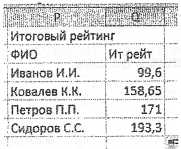 P Q
Итоговый рейтинг
ФИО Ит рейт
Иванов И.И. 99,6
Ковалев К.К. 158,65
Петров П.П. 171
Сидоров С.С. 193,3